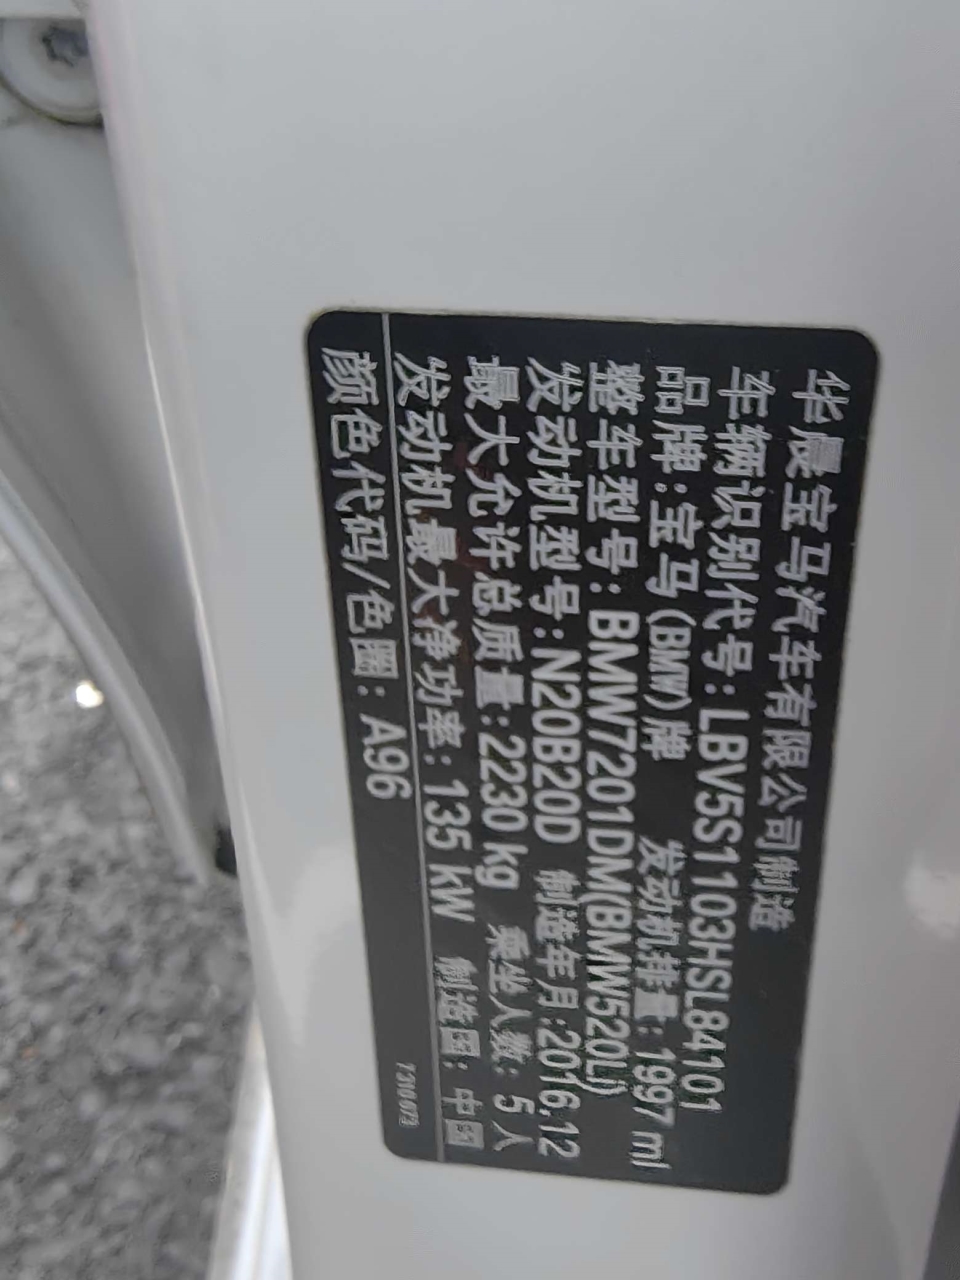 华晨宝马汽车有限公司制造
车辆识别代号:LBV5S1103HSL84101
品牌:宝马(BMW)牌 发动机排量:1997 ml
整车型号:BMW7201DM(BMW520Li)
发动机型号:N20B20D 制造年月:2016,12
最大允许总质量:2230 kg 乘坐人数: 5人
发动机最大净功率: 135 kW 制造国: 中国
颜色代码/色圈: A96